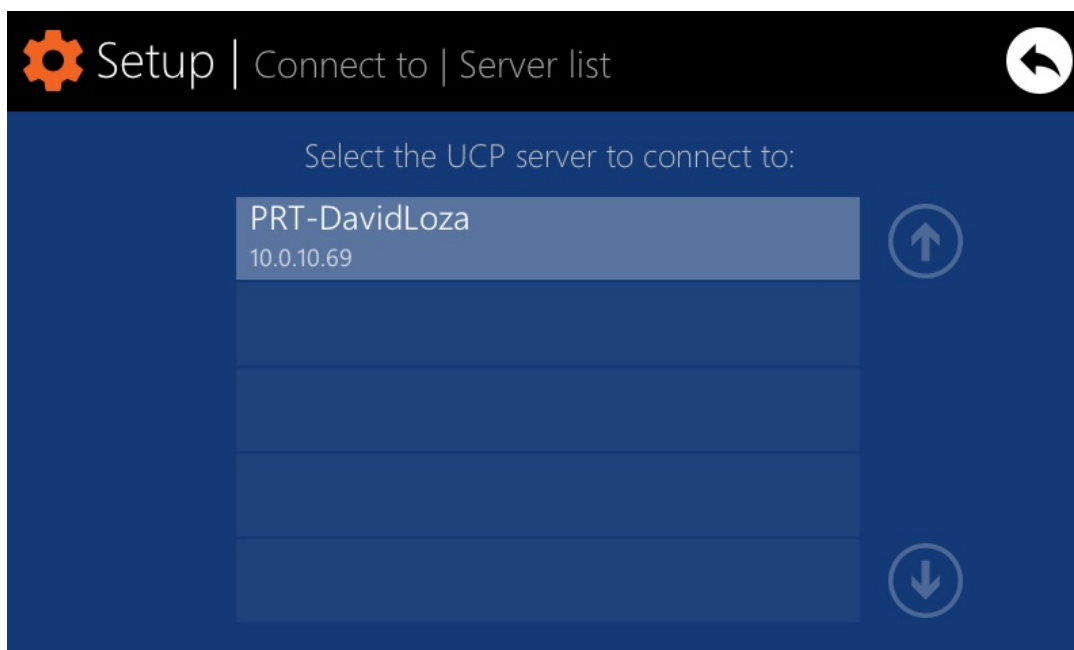 Setup | Connect to | Server list
Select the UCP server to connect to:
PRT-DavidLoza
10.0.10.69